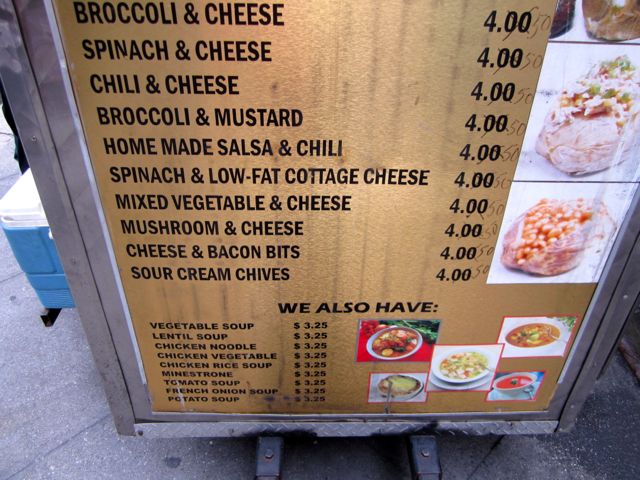 BROCCOLI & CHEESE 4.00
SPINACH & CHEESE 4.00
CHILI & CHEESE 4.00
BROCCOLI & MUSTARD 4.00
HOME MADE SALSA & CHILI 4.00
SPINACH & LOW-FAT COTTAGE CHEESE 4.00
MIXED VEGETABLE & CHEESE 4.00
MUSHROOM & CHEESE 4.00
CHEESE & BACON BITS 4.00
SOUR CREAM CHIVES 4.00
WE ALSO HAVE:
VEGETABLE SOUP $ 3.25
LENTIL SOUP $ 3.25
CHICKEN NOODLE $ 3.25
CHICKEN VEGETABLE $ 3.25
CHICKEN RICE SOUP $ 3.25
MINESTRONE $ 3.25
TOMATO SOUP $ 3.25
FRENCH ONION SOUP $ 3.25
POTATO SOUP $ 3.25